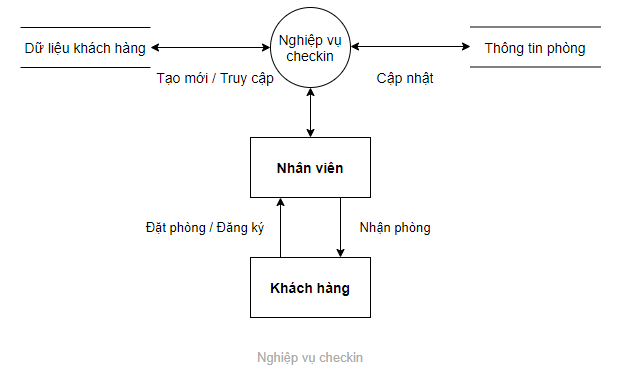 Dữ liệu khách hàng
Nghiệp vụ
checkin
Thông tin phòng
Tạo mới / Truy cập
Cập nhật
Nhân viên
Đặt phòng / Đăng ký
Nhận phòng
Khách hàng
Nghiệp vụ checkin